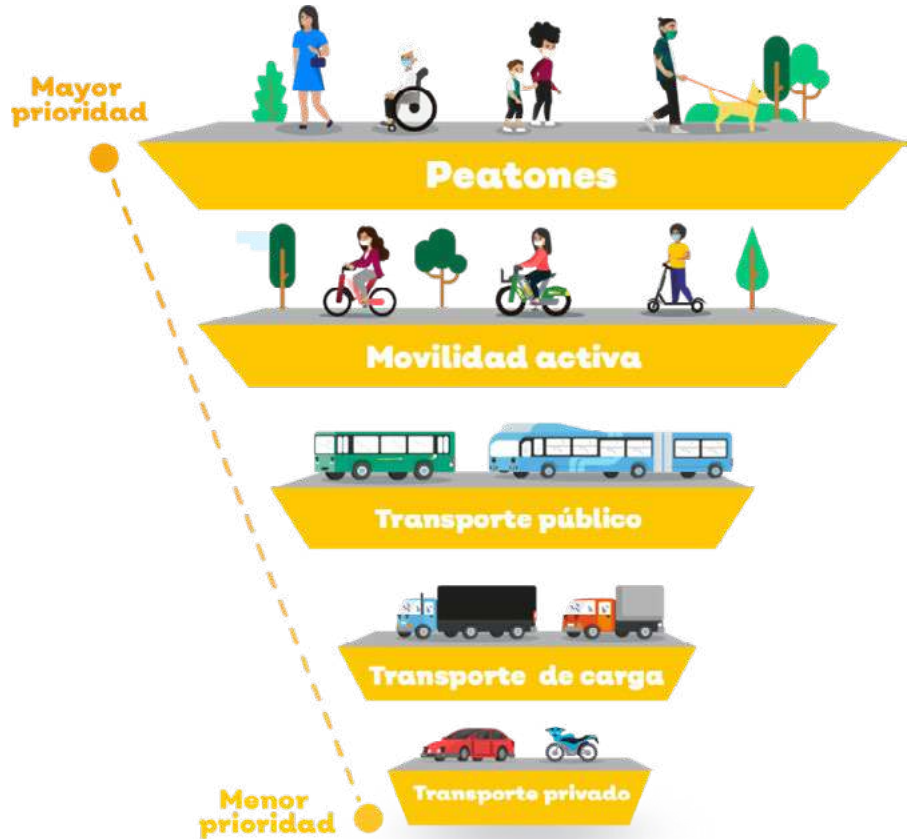 Mayor
prioridad
Peatones
Movilidad activa
Transporte público
Transporte de carga
Transporte privado
Menor
prioridad